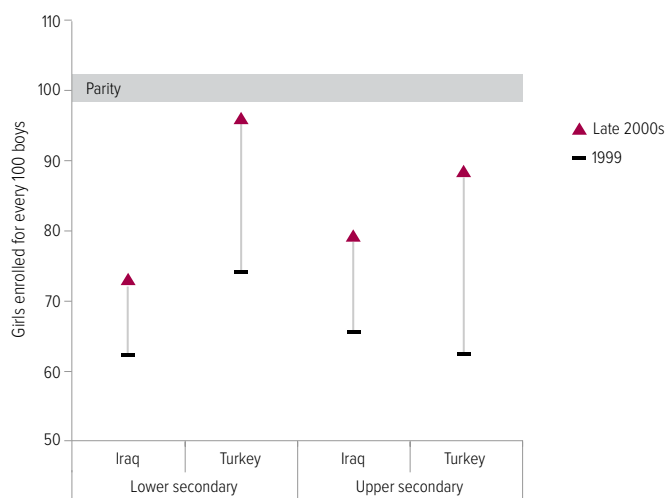 Girls enrolled for every 100 boys
110
100
90
80
70
60
50
Parity
Late 2000s
1999
Iraq Turkey Iraq Turkey
Lower secondary Upper secondary